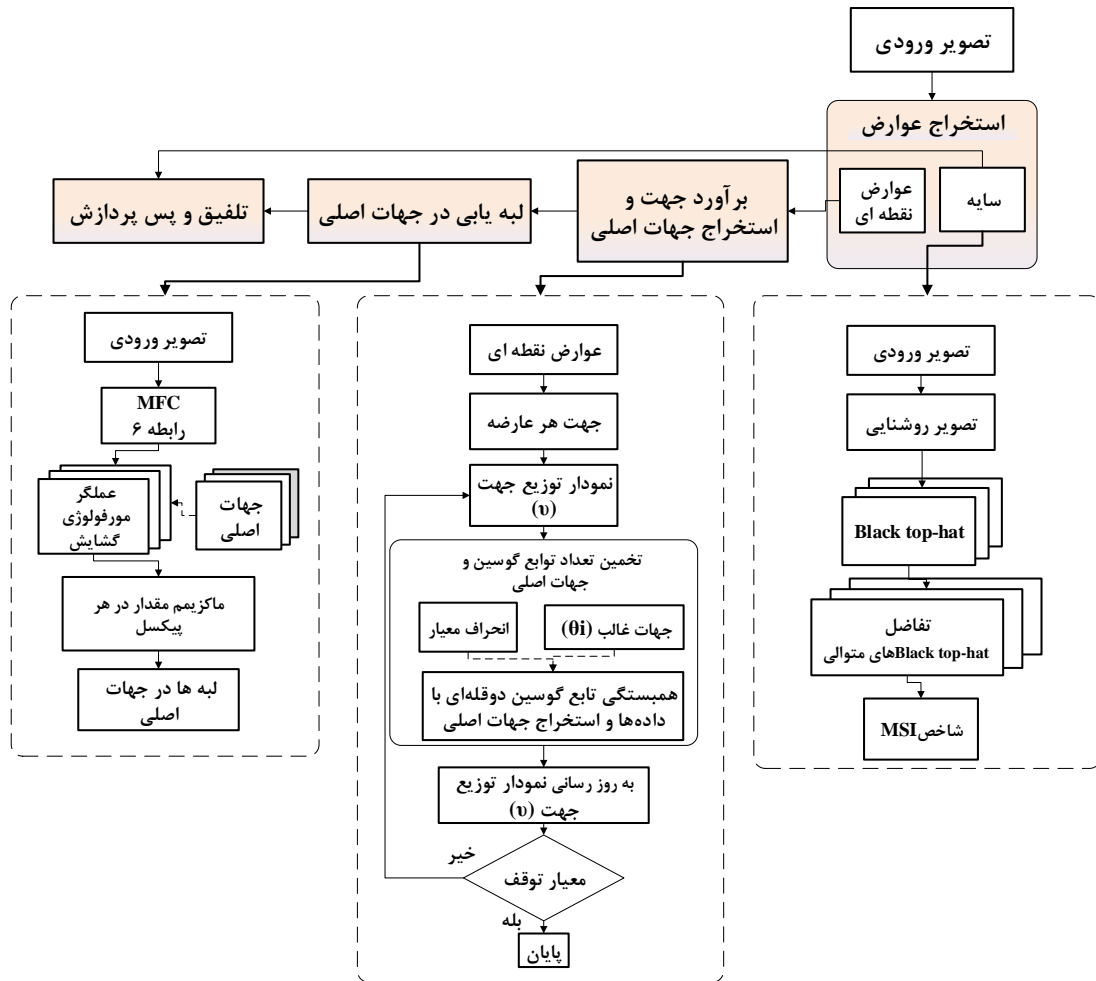 تصویر ورودی
استخراج عوارض
سایه
عوارض
نقطه ای
برآورد جهت و
استخراج جهات اصلی
لبه یابی در جهات اصلی
تلفیق و پس پردازش
تصویر ورودی
تصویر روشنایی
Black top-hat
تفاضل
Black top-hatهای متوالی
شاخص MSI
عوارض نقطه ای
جهت هر عارضه
نمودار توزیع جهت
(υ)
تخمین تعداد توابع گوسین و
جهات اصلی
جهات غالب (θi)
انحراف معیار
همبستگی تابع گوسین دوقله‌ای با
داده‌ها و استخراج جهات اصلی
به روز رسانی نمودار توزیع
جهت (υ)
معیار توقف
خیر
بله
پایان
تصویر ورودی
MFC
رابطه ۶
عملگر
مورفولوژی
گشایش
جهات
اصلی
ماکزیمم مقدار در هر
پیکسل
لبه ها در جهات
اصلی